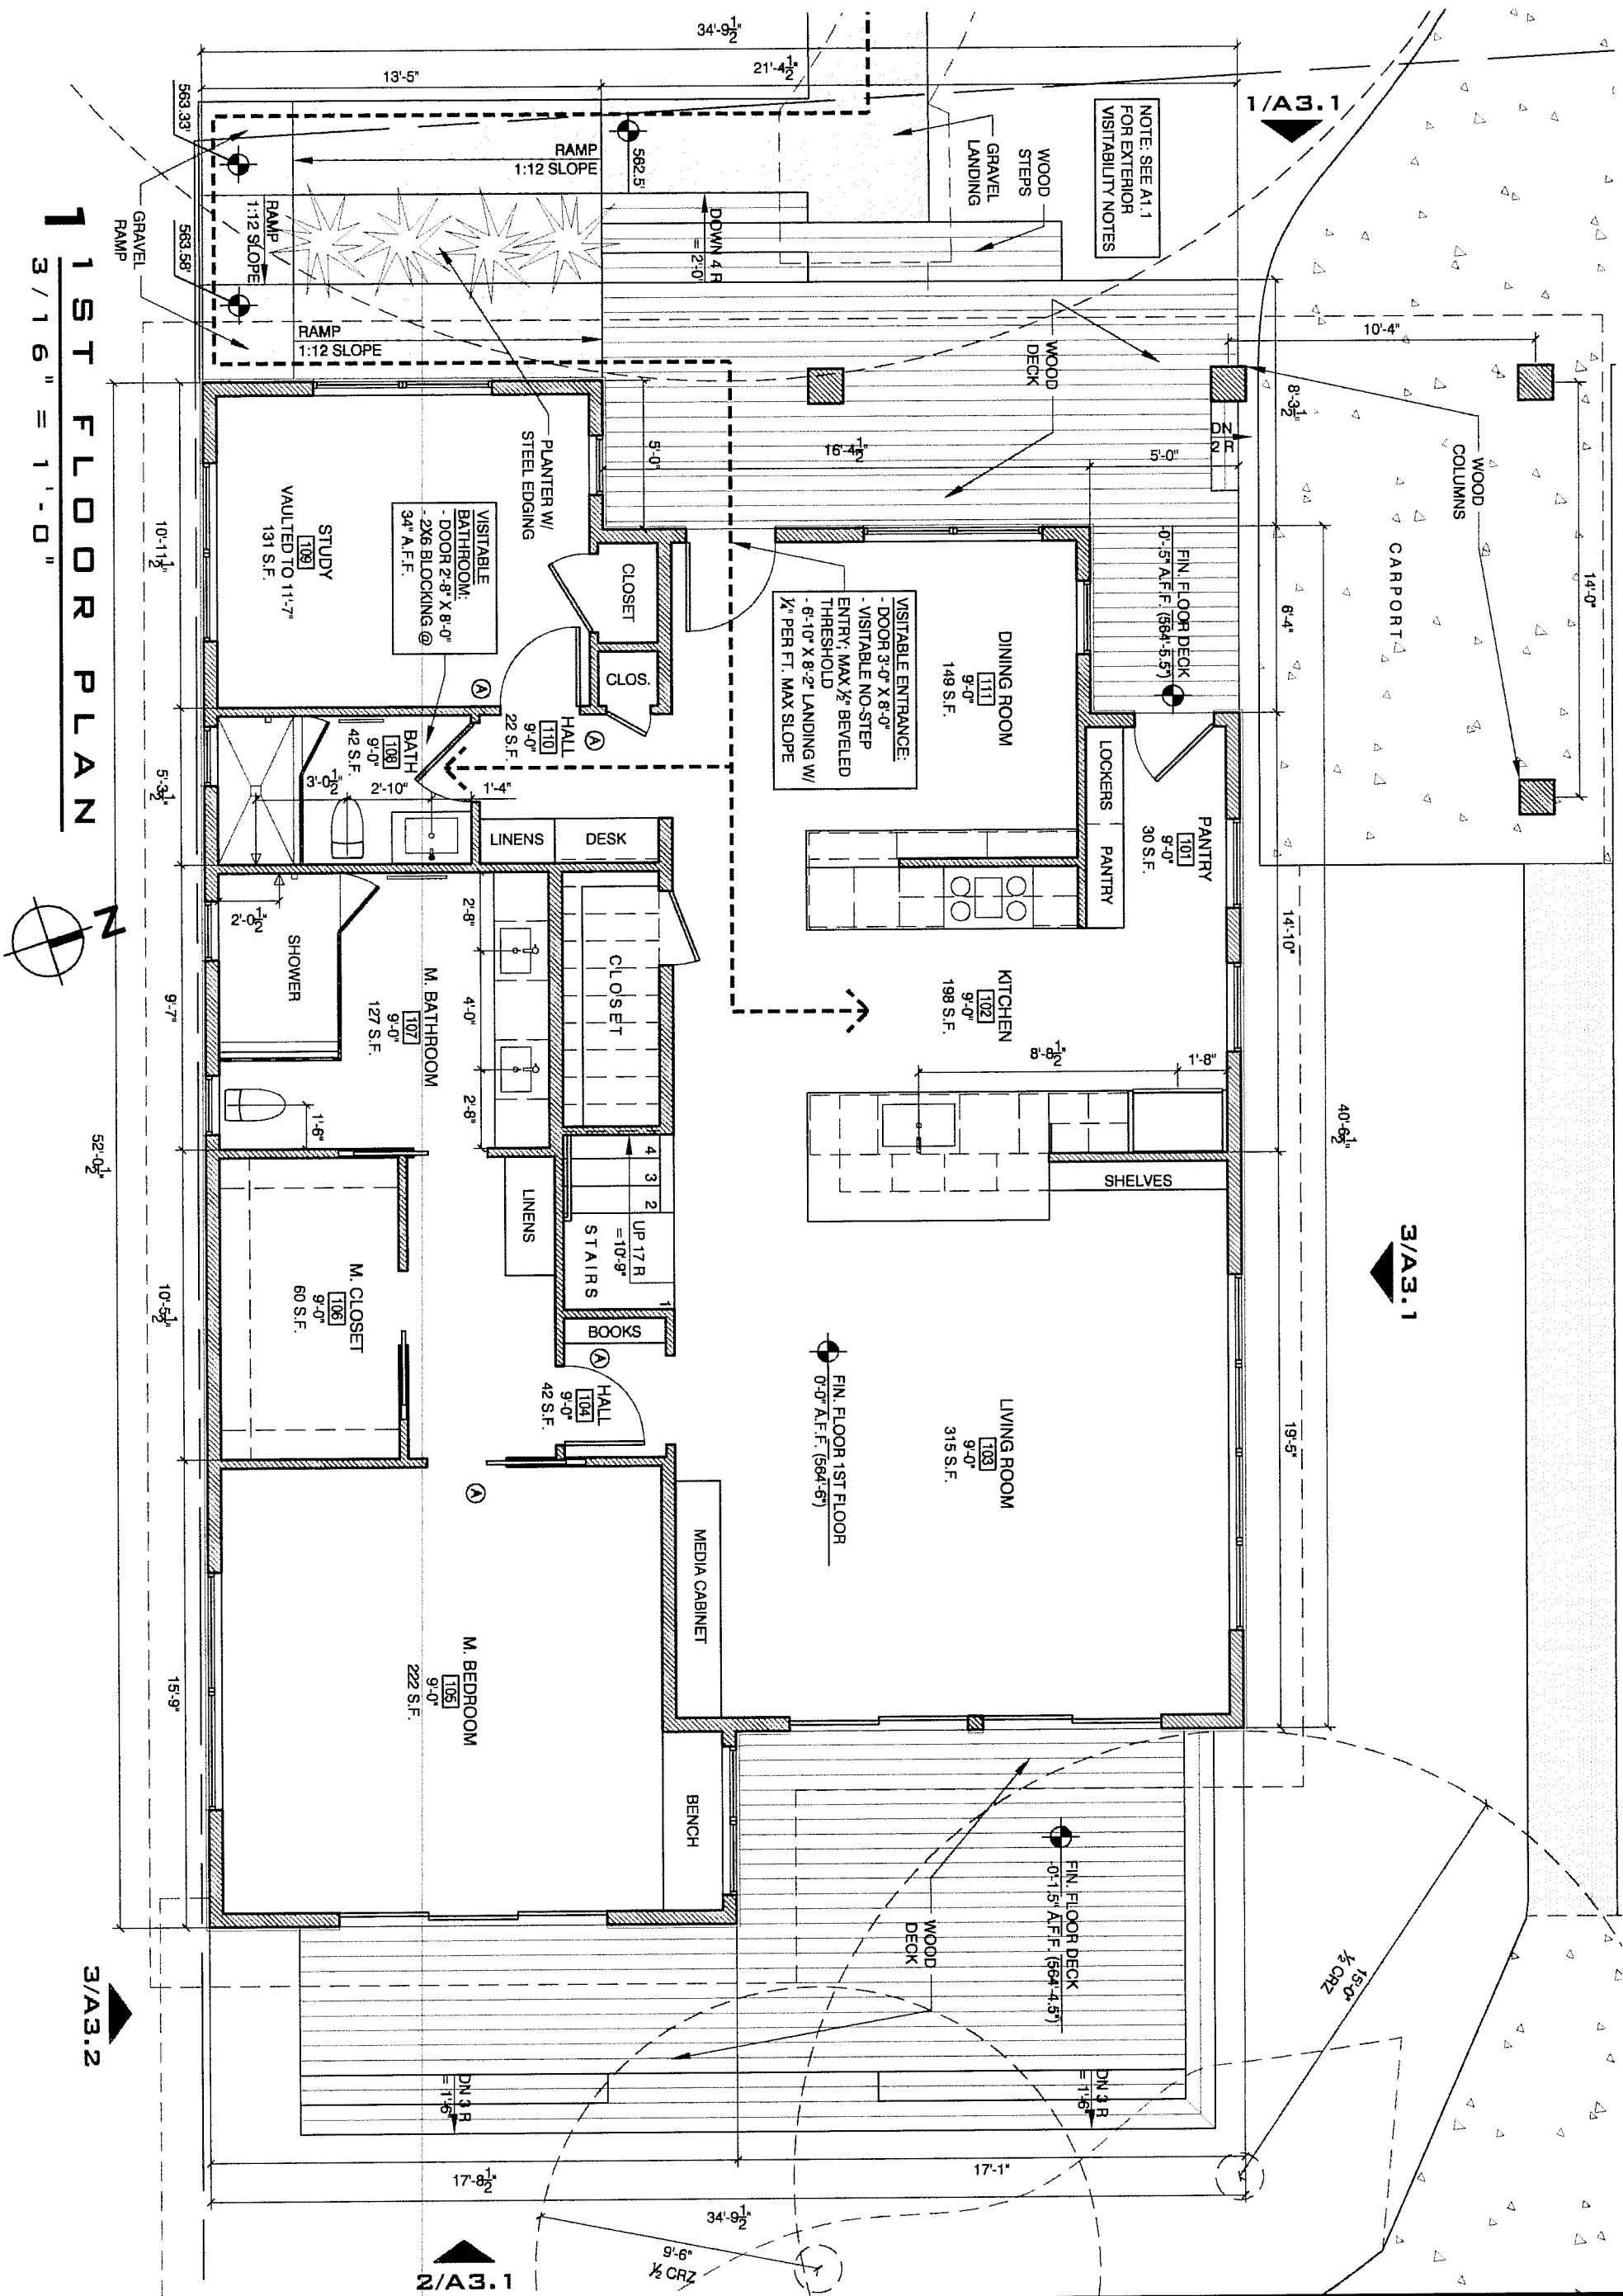 34'-9½"
13'-5"
21'-4½"
1/A3.1
NOTE: SEE A1.1
FOR EXTERIOR
VISITABILITY NOTES
WOOD
STEPS
GRAVEL
LANDING
563.33'
562.5'
RAMP
1:12 SLOPE
RAMP
1:12 SLOPE
563.58'
GRAVEL
RAMP
RAMP
1:12 SLOPE
DOWN 4 R
= 2'-0"
PLANTER W/
STEEL EDGING
WOOD
DECK
10'-4"
8'-3½"
14'-0"
WOOD
COLUMNS
CARPORT
DN
2 R
16'-4½"
5'-0"
5'-0"
FIN. FLOOR DECK
-0'-.5" A.F.F. (564'-5.5")
6'-4"
STUDY
109
VAULTED TO 11'-7"
131 S.F.
VISITABLE
BATHROOM:
- DOOR 2'-8" X 8'-0"
- 2X6 BLOCKING @
34" A.F.F.
CLOSET
CLOS.
VISITABLE ENTRANCE:
- DOOR 3'-0" X 8'-0"
- VISITABLE NO-STEP
ENTRY; MAX ½" BEVELED
THRESHOLD
- 6'-10" X 8'-2" LANDING W/
¼" PER FT. MAX SLOPE
DINING ROOM
111
9'-0"
149 S.F.
10'-11½"
A
HALL
110
9'-0"
22 S.F.
A
BATH
108
9'-0"
42 S.F.
3'-0½"
2'-10"
1'-4"
5'-3½"
LINENS
DESK
LOCKERS
PANTRY
PANTRY
101
9'-0"
30 S.F.
14'-10"
KITCHEN
102
9'-0"
198 S.F.
8'-8½"
1'-8"
40'-6½"
SHELVES
2'-0½"
SHOWER
M. BATHROOM
107
9'-0"
127 S.F.
2'-8"
4'-0"
2'-8"
CLOSET
1'-6"
9'-7"
52'-0½"
LINENS
4
3
2
1
UP 17 R
= 10'-9"
STAIRS
BOOKS
A
M. CLOSET
106
9'-0"
60 S.F.
10'-5½"
HALL
104
9'-0"
42 S.F.
A
3/A3.1
FIN. FLOOR 1ST FLOOR
0'-0" A.F.F. (564'-6")
LIVING ROOM
103
9'-0"
315 S.F.
19'-5"
MEDIA CABINET
M. BEDROOM
105
9'-0"
222 S.F.
15'-9"
BENCH
FIN. FLOOR DECK
-0'-1.5" A.F.F. (564'-4.5")
WOOD
DECK
15'-0"
½ CRZ
DN 3 R
= 1'-6"
DN 3 R
= 1'-6"
3/A3.2
17'-8½"
17'-1"
34'-9½"
9'-6"
½ CRZ
2/A3.1
N
1
1ST FLOOR PLAN
3/16" = 1'-0"